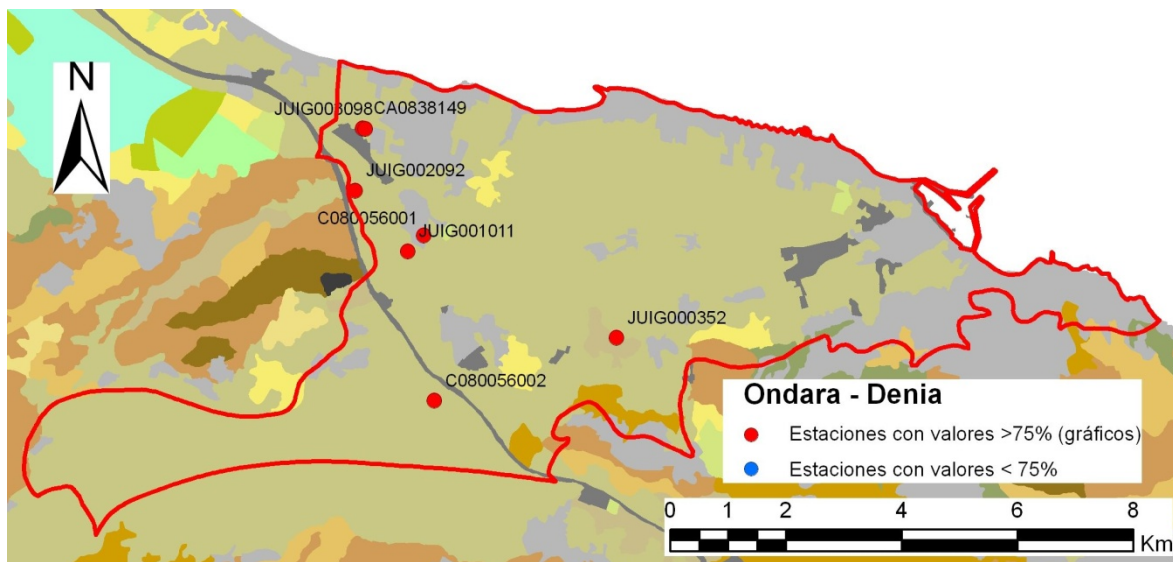 N
JUIG003098CA0838149
JUIG002092
C080056001
JUIG001011
JUIG000352
C080056002
Ondara - Denia
Estaciones con valores >75% (gráficos)
Estaciones con valores < 75%
0 1 2 4 6 8
Km